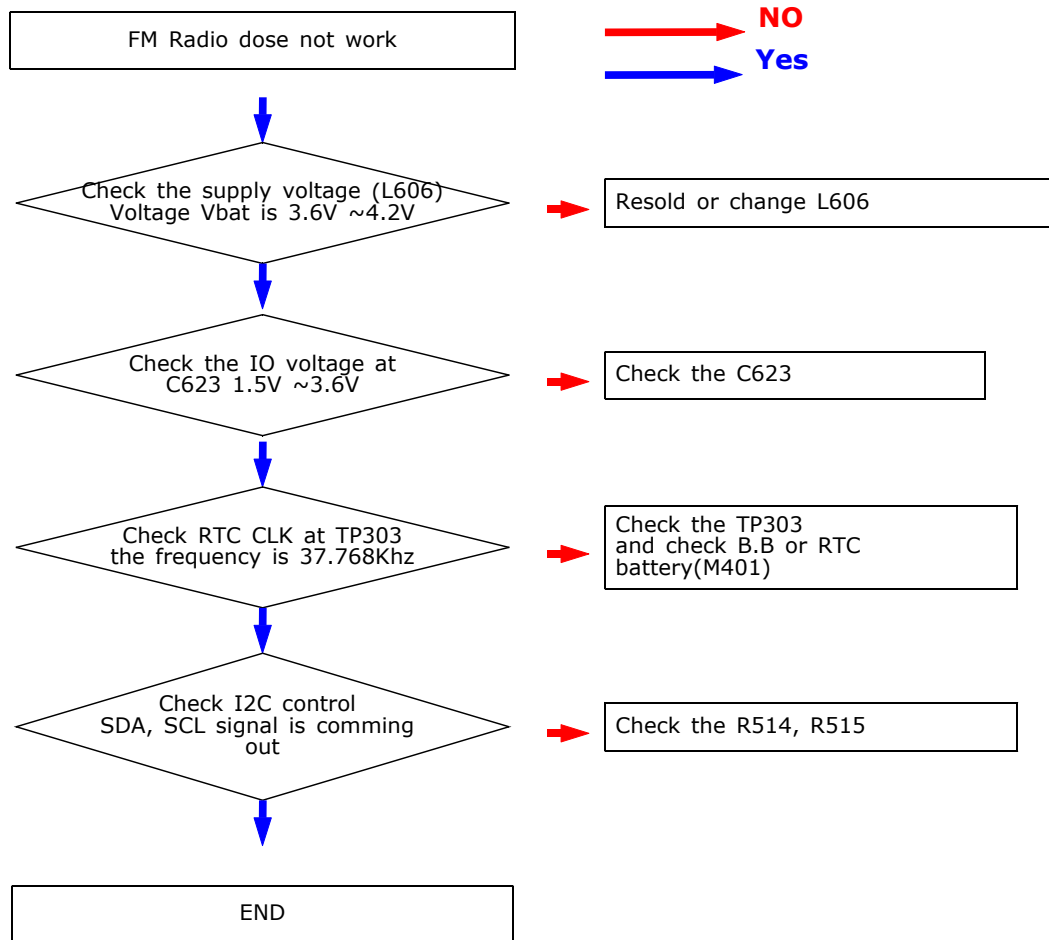 FM Radio dose not work
NO
Yes
Check the supply voltage (L606)
Voltage Vbat is 3.6V ~4.2V
Resold or change L606
Check the IO voltage at
C623 1.5V ~3.6V
Check the C623
Check RTC CLK at TP303
the frequency is 37.768Khz
Check the TP303
and check B.B or RTC
battery(M401)
Check I2C control
SDA, SCL signal is comming
out
Check the R514, R515
END